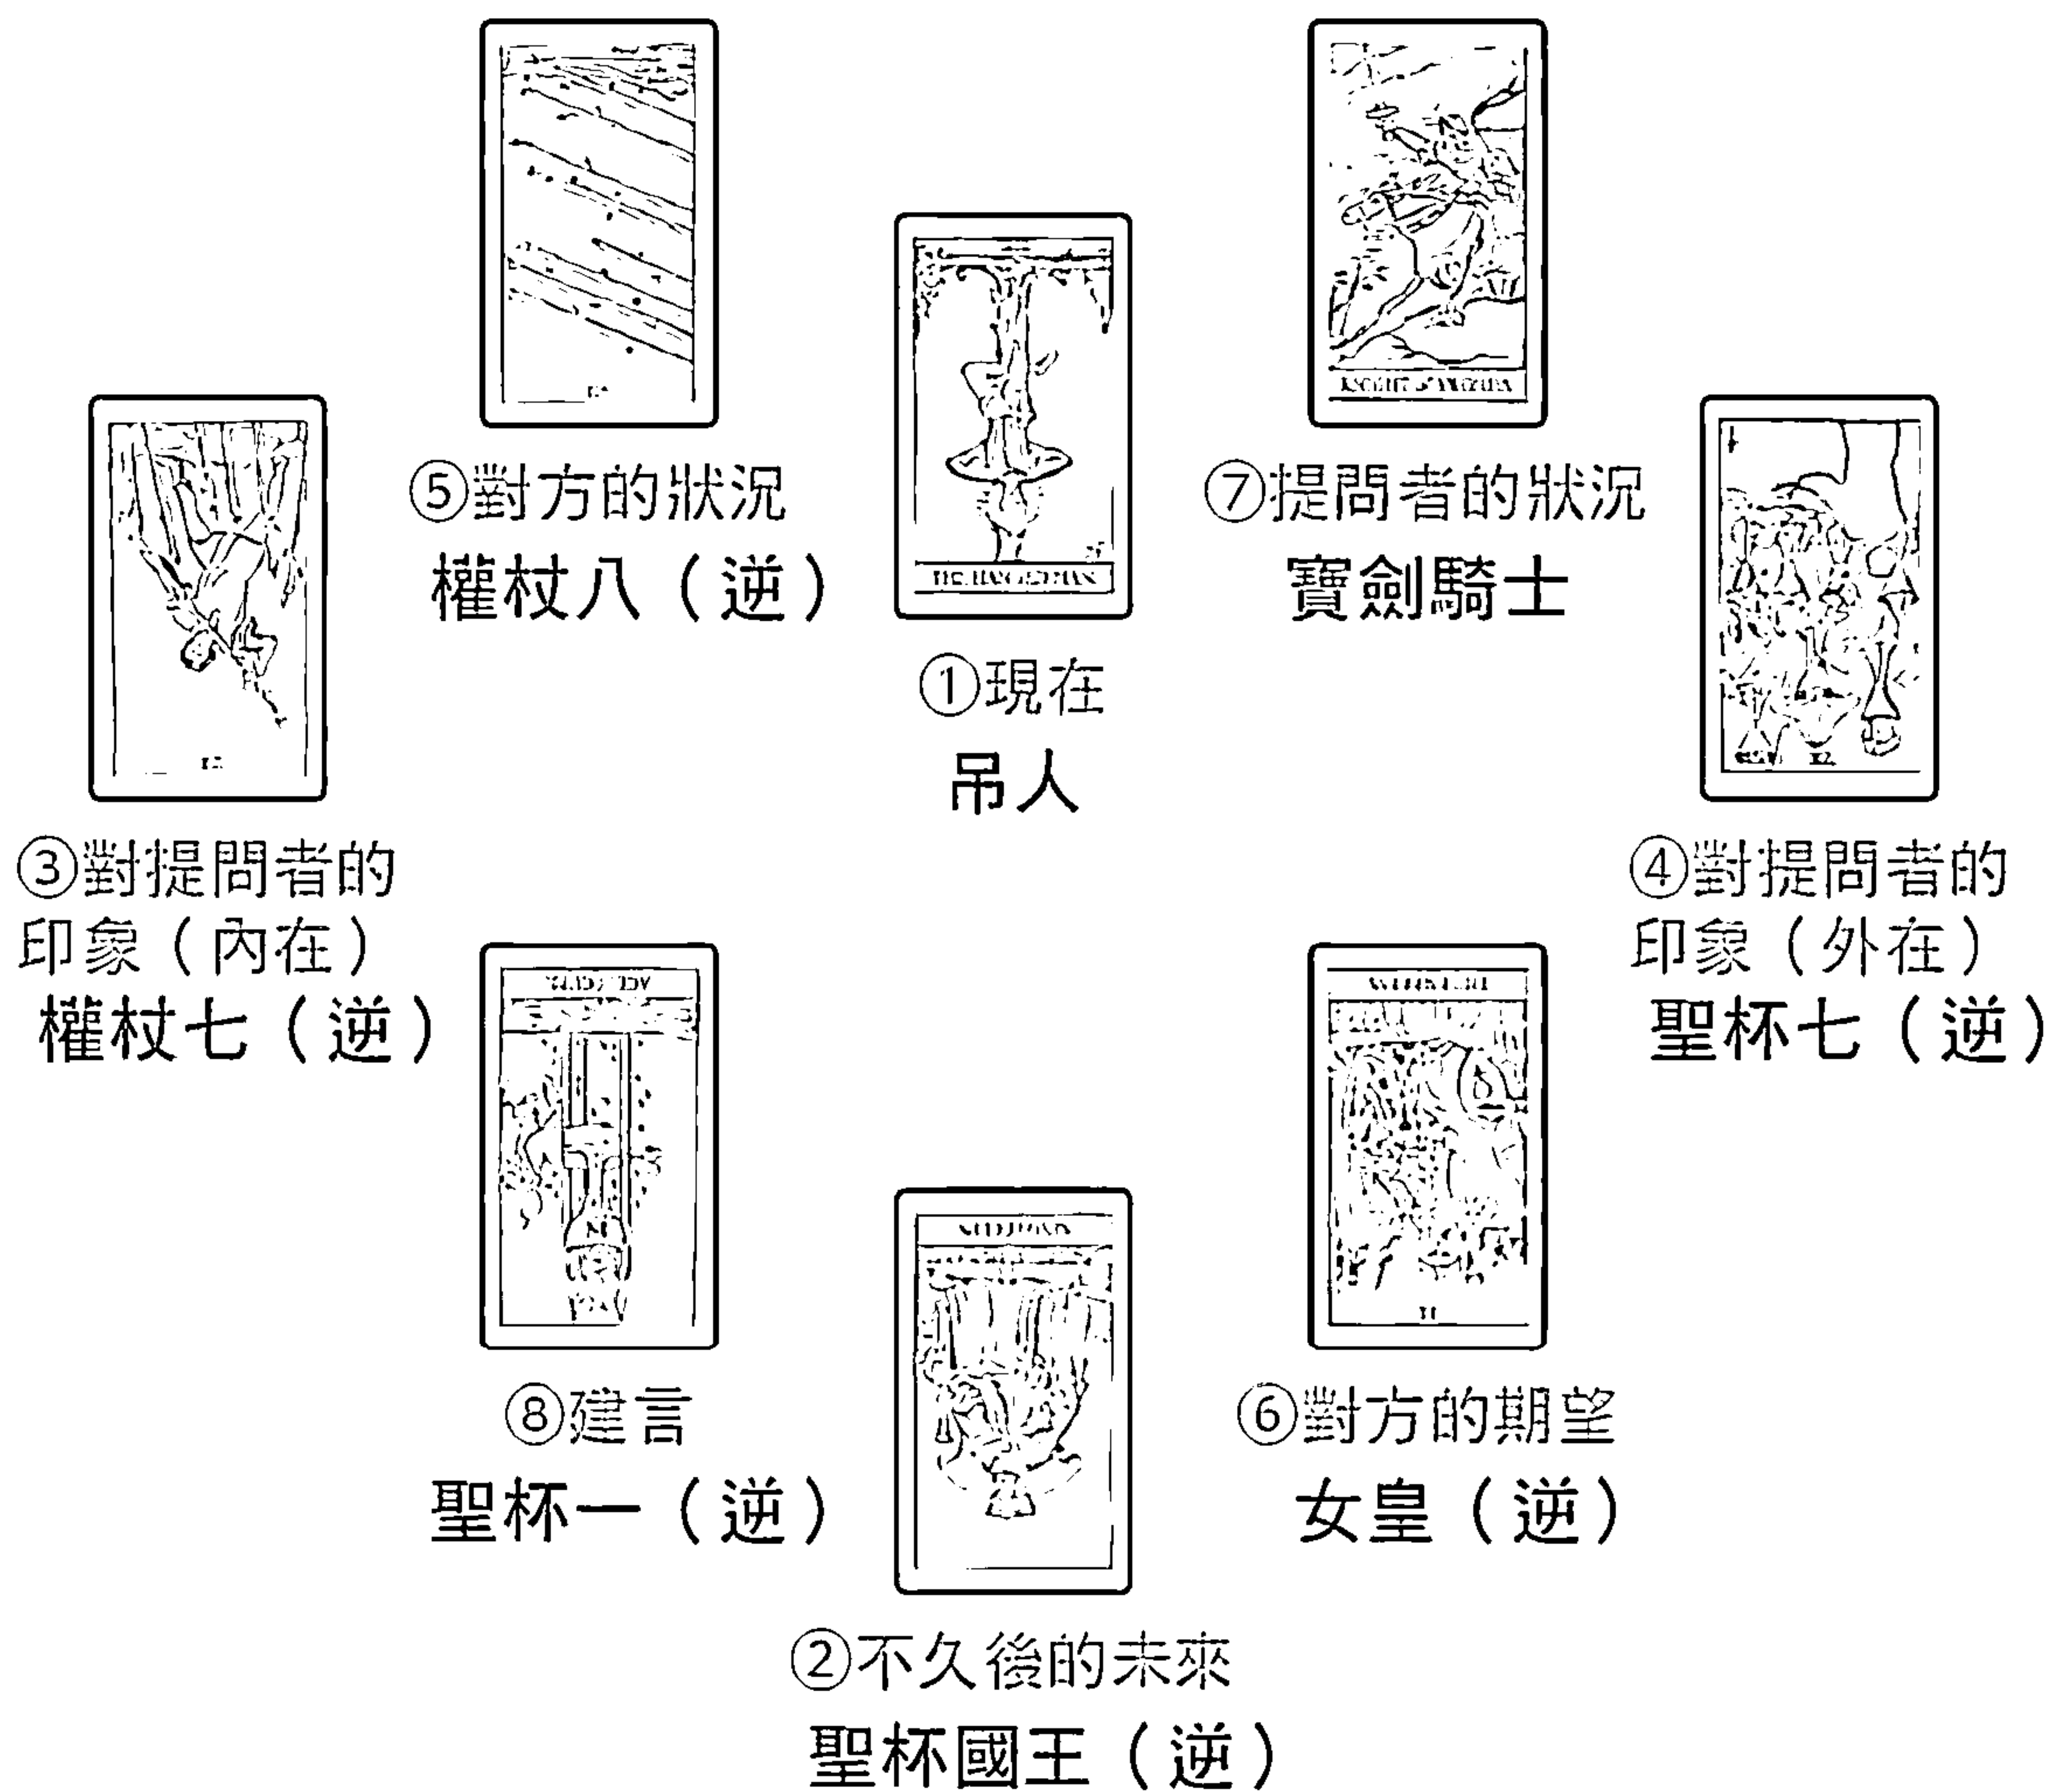 ⑤對方的狀況
權杖八（逆）
⑦提問者的狀況
寶劍騎士
①現在
吊人
③對提問者的
印象（內在）
權杖七（逆）
④對提問者的
印象（外在）
聖杯七（逆）
⑧建言
聖杯一（逆）
⑥對方的期望
女皇（逆）
②不久後的未來
聖杯國王（逆）